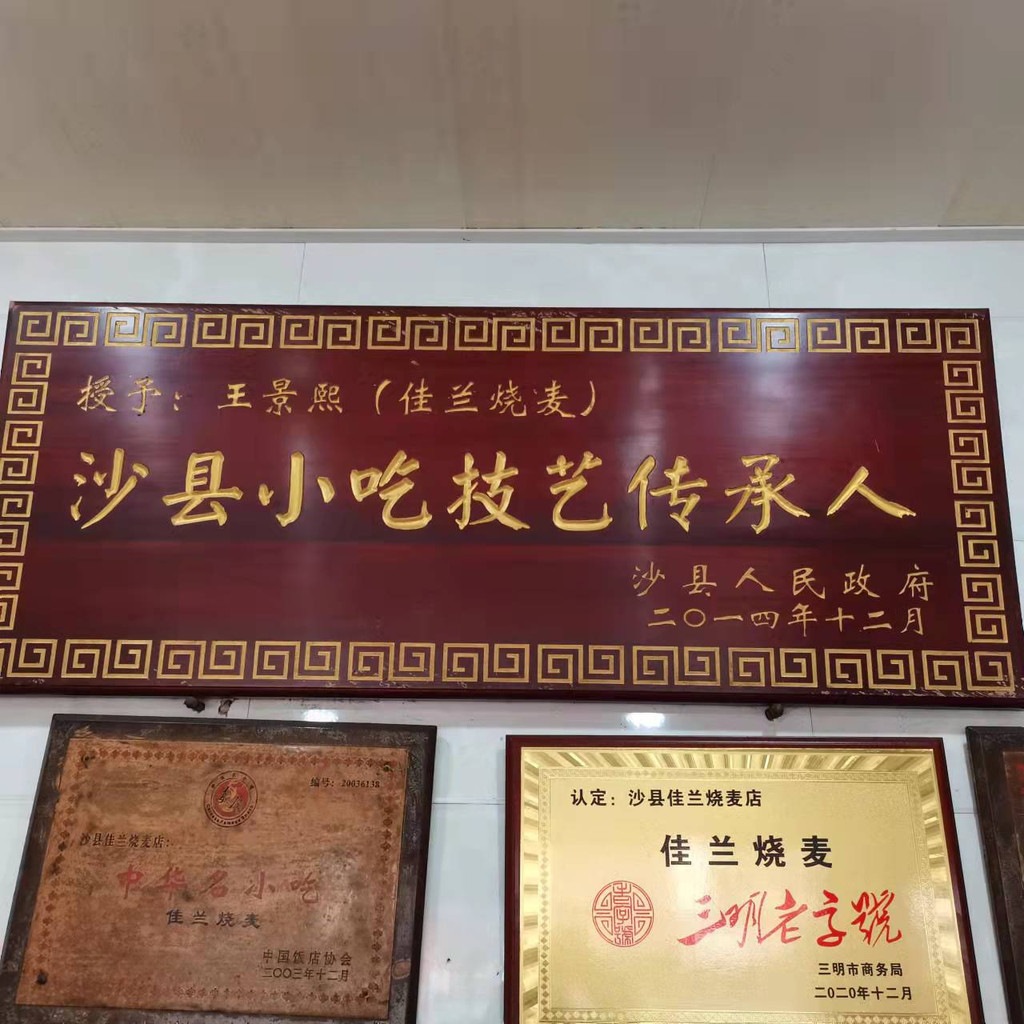 授予：王景熙（佳兰烧麦）
沙县小吃技艺传承人
沙县人民政府
二〇一四年十二月
编号：20036138
沙县佳兰烧麦店：
中华名小吃
佳兰烧麦
中国饭店协会
二〇〇三年十二月
认定：沙县佳兰烧麦店
佳兰烧麦
三明老字號
三明市商务局
二〇二〇年十二月